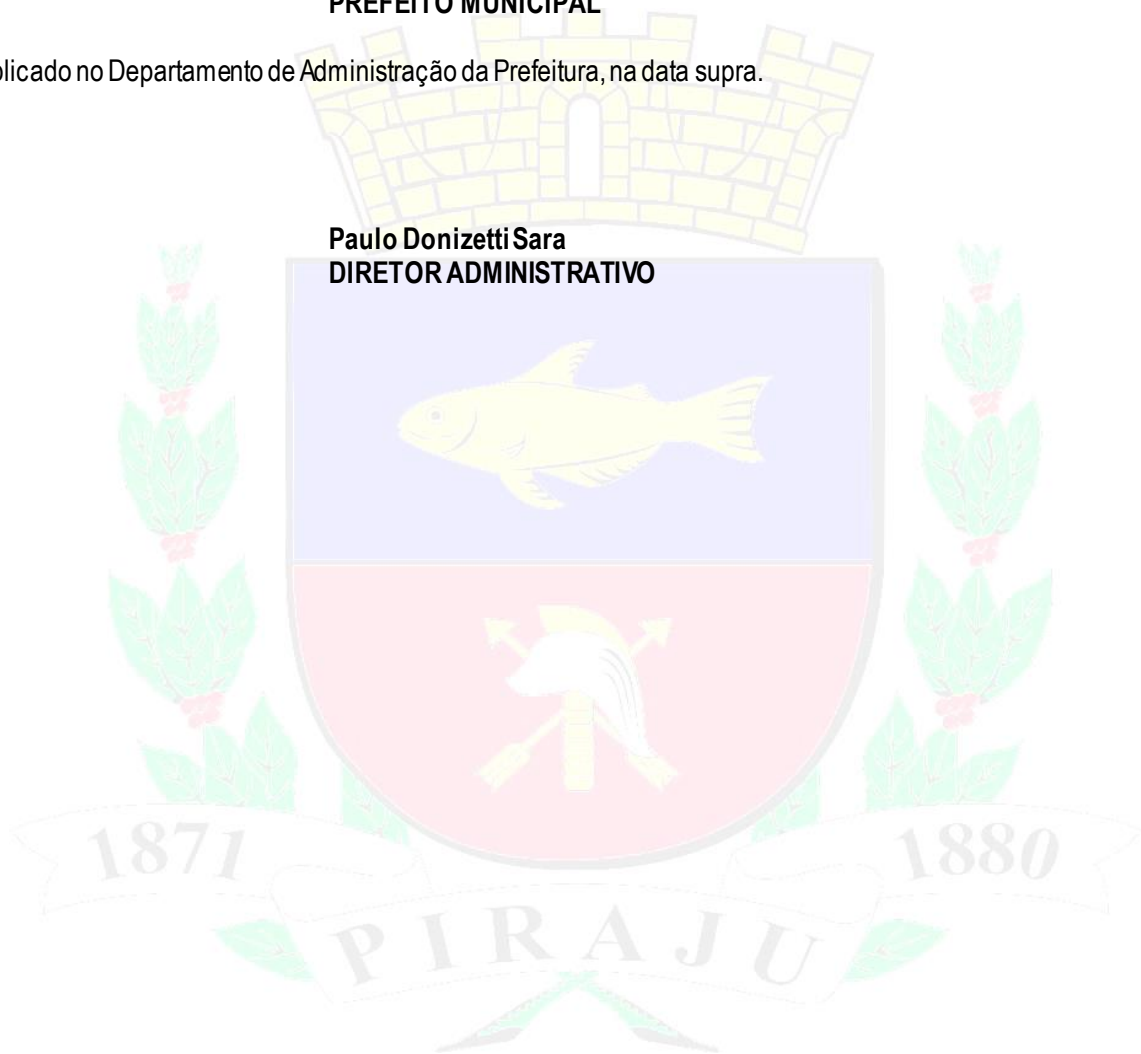 PREFEITO MUNICIPAL
blicado no Departamento de Administração da Prefeitura, na data supra.
Paulo Donizetti Sara
DIRETOR ADMINISTRATIVO
1871
1880
PIRAJU